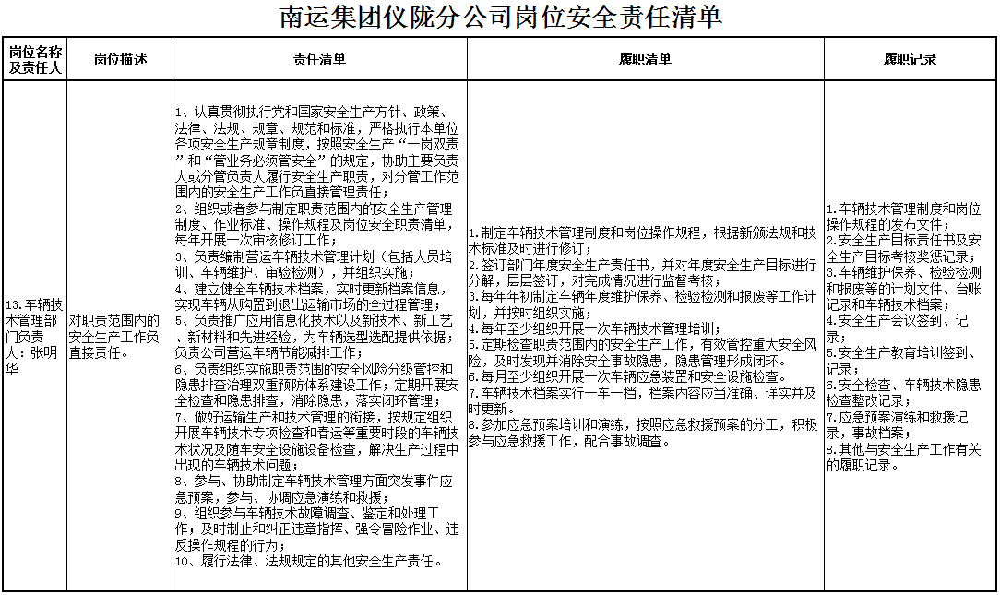 南运集团仪陇分公司岗位安全责任清单
岗位名称
及责任人
岗位描述
责任清单
履职清单
履职记录
13.车辆技
术管理部
门负责
人：张明
华
对职责范围内的
安全生产工作负
直接责任。
1、认真贯彻执行党和国家安全生产方针、政策、
法律、法规、规章、规范和标准，严格执行本单位
各项安全生产规章制度，按照安全生产“一岗双责
”和“管业务必须管安全”的规定，协助主要负责
人或分管负责人履行安全生产职责，对分管工作范
围内的安全生产工作负直接管理责任；
2、组织或者参与制定职责范围内的安全生产管理
制度、作业标准、操作规程及岗位安全职责清单，
每年开展一次审核修订工作；
3、负责编制营运车辆技术管理计划（包括人员培
训、车辆维护、审验检测），并组织实施；
4、建立健全车辆技术档案，实时更新档案信息，
实现车辆从购置到退出运输市场的全过程管理；
5、负责推广应用信息化技术以及新技术、新工艺
、新材料和先进经验，为车辆选型选配提供依据；
负责公司营运车辆节能减排工作；
6、负责组织实施职责范围的安全风险分级管控和
隐患排查治理双重预防体系建设工作；定期开展安
全检查和隐患排查，消除隐患，落实闭环管理；
7、做好运输生产和技术管理的衔接，按规定组织
开展车辆技术专项检查和春运等重要时段的车辆技
术状况及随车安全设施设备检查，解决生产过程中
出现的车辆技术问题；
8、参与、协助制定车辆技术管理方面突发事件应
急预案，参与、协调应急演练和救援；
9、组织参与车辆技术故障调查、鉴定和处理工
作；及时制止和纠正违章指挥、强令冒险作业、违
反操作规程的行为；
10、履行法律、法规规定的其他安全生产责任。
1.制定车辆技术管理制度和岗位操作规程，根据新颁法规和技
术标准及时进行修订；
2.签订部门年度安全生产责任书，并对年度安全生产目标进行
分解，层层签订，对完成情况进行监督考核；
3.每年年初制定车辆年度维护保养、检验检测和报废等工作计
划，并按时组织实施；
4.每年至少组织开展一次车辆技术管理培训；
5.定期检查职责范围内的安全生产工作，有效管控重大安全风
险，及时发现并消除安全事故隐患，隐患管理形成闭环。
6.每月至少组织开展一次车辆应急装置和安全设施检查。
7.车辆技术档案实行一车一档，档案内容应当准确、详实并及
时更新。
8.参加应急预案培训和演练，按照应急救援预案的分工，积极
参与应急救援工作，配合事故调查。
1.车辆技术管理制度和岗位
操作规程的发布文件；
2.安全生产目标责任书及安
全生产目标考核奖惩记录；
3.车辆维护保养、检验检测
和报废等的计划文件、台账
记录和车辆技术档案；
4.安全生产会议签到、记
录；
5.安全生产教育培训签到、
记录；
6.安全检查、车辆技术隐患
检查整改记录；
7.应急预案演练和救援记
录，事故档案；
8.其他与安全生产工作有关
的履职记录。